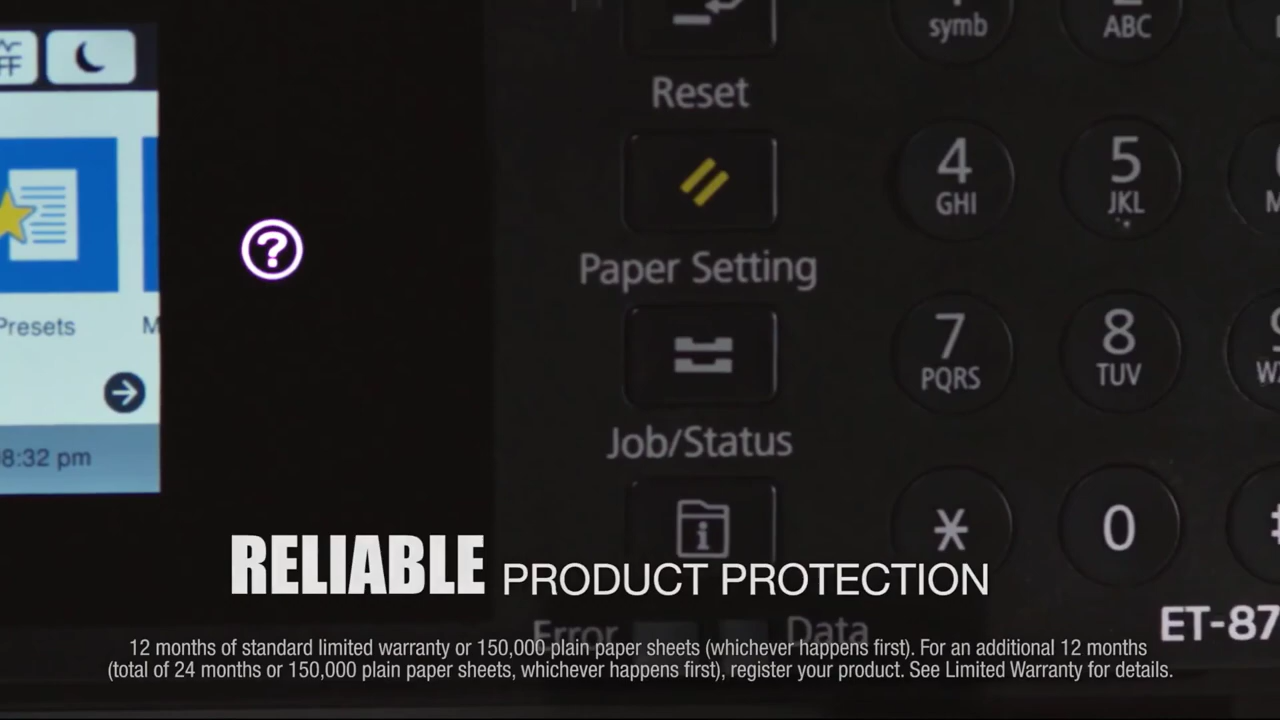 FF
Presets
M
8:32 pm
?
Reset
Paper Setting
Job/Status
Error
Data
symb
ABC
4
GHI
5
JKL
6
M
7
PQRS
8
TUV
9
W
*
0
#
ET-87
RELIABLE PRODUCT PROTECTION
12 months of standard limited warranty or 150,000 plain paper sheets (whichever happens first). For an additional 12 months
(total of 24 months or 150,000 plain paper sheets, whichever happens first), register your product. See Limited Warranty for details.